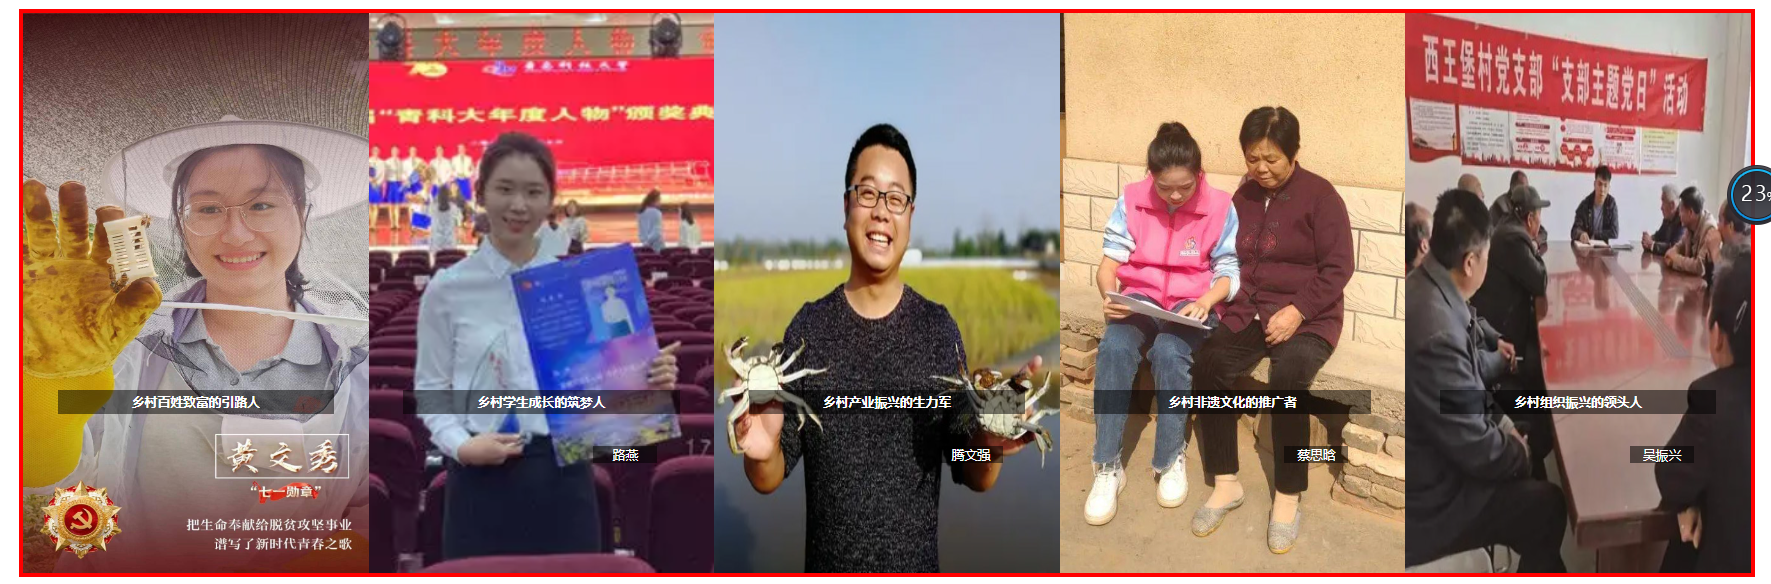 乡村百姓致富的引路人
黄文秀
“七一勋章”
把生命奉献给脱贫攻坚事业
谱写了新时代青春之歌
大年度人物
“青科大年度人物”颁奖典
乡村学生成长的筑梦人
路燕
乡村产业振兴的生力军
腾文强
乡村非遗文化的推广者
蔡思晗
西王堡村党支部“支部主题党日”活动
乡村组织振兴的领头人
吴振兴
23%